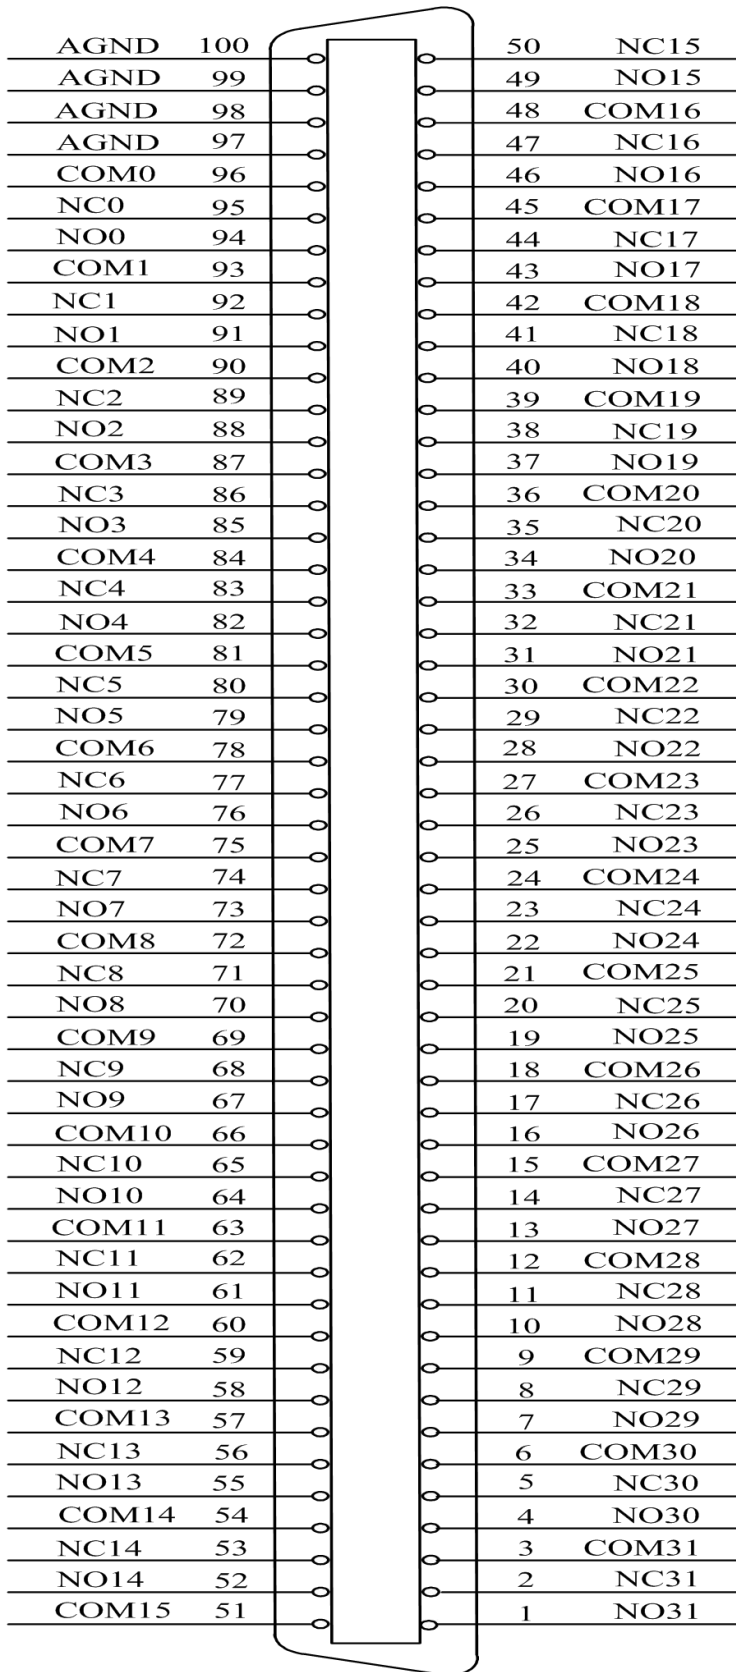 AGND 100 50 NC15
AGND 99 49 NO15
AGND 98 48 COM16
AGND 97 47 NC16
COM0 96 46 NO16
NC0 95 45 COM17
NO0 94 44 NC17
COM1 93 43 NO17
NC1 92 42 COM18
NO1 91 41 NC18
COM2 90 40 NO18
NC2 89 39 COM19
NO2 88 38 NC19
COM3 87 37 NO19
NC3 86 36 COM20
NO3 85 35 NC20
COM4 84 34 NO20
NC4 83 33 COM21
NO4 82 32 NC21
COM5 81 31 NO21
NC5 80 30 COM22
NO5 79 29 NC22
COM6 78 28 NO22
NC6 77 27 COM23
NO6 76 26 NC23
COM7 75 25 NO23
NC7 74 24 COM24
NO7 73 23 NC24
COM8 72 22 NO24
NC8 71 21 COM25
NO8 70 20 NC25
COM9 69 19 NO25
NC9 68 18 COM26
NO9 67 17 NC26
COM10 66 16 NO26
NC10 65 15 COM27
NO10 64 14 NC27
COM11 63 13 NO27
NC11 62 12 COM28
NO11 61 11 NC28
COM12 60 10 NO28
NC12 59 9 COM29
NO12 58 8 NC29
COM13 57 7 NO29
NC13 56 6 COM30
NO13 55 5 NC30
COM14 54 4 NO30
NC14 53 3 COM31
NO14 52 2 NC31
COM15 51 1 NO31